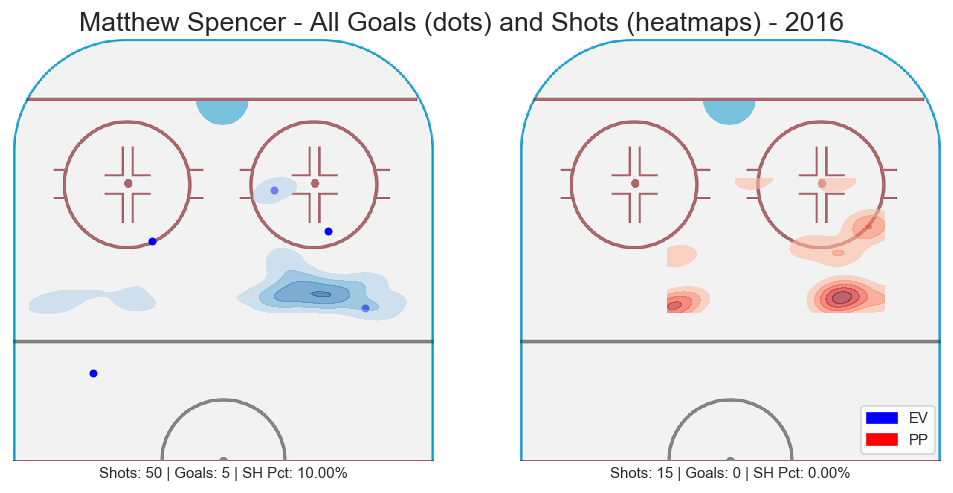 Matthew Spencer - All Goals (dots) and Shots (heatmaps) - 2016
EV
PP
Shots: 50 | Goals: 5 | SH Pct: 10.00%
Shots: 15 | Goals: 0 | SH Pct: 0.00%